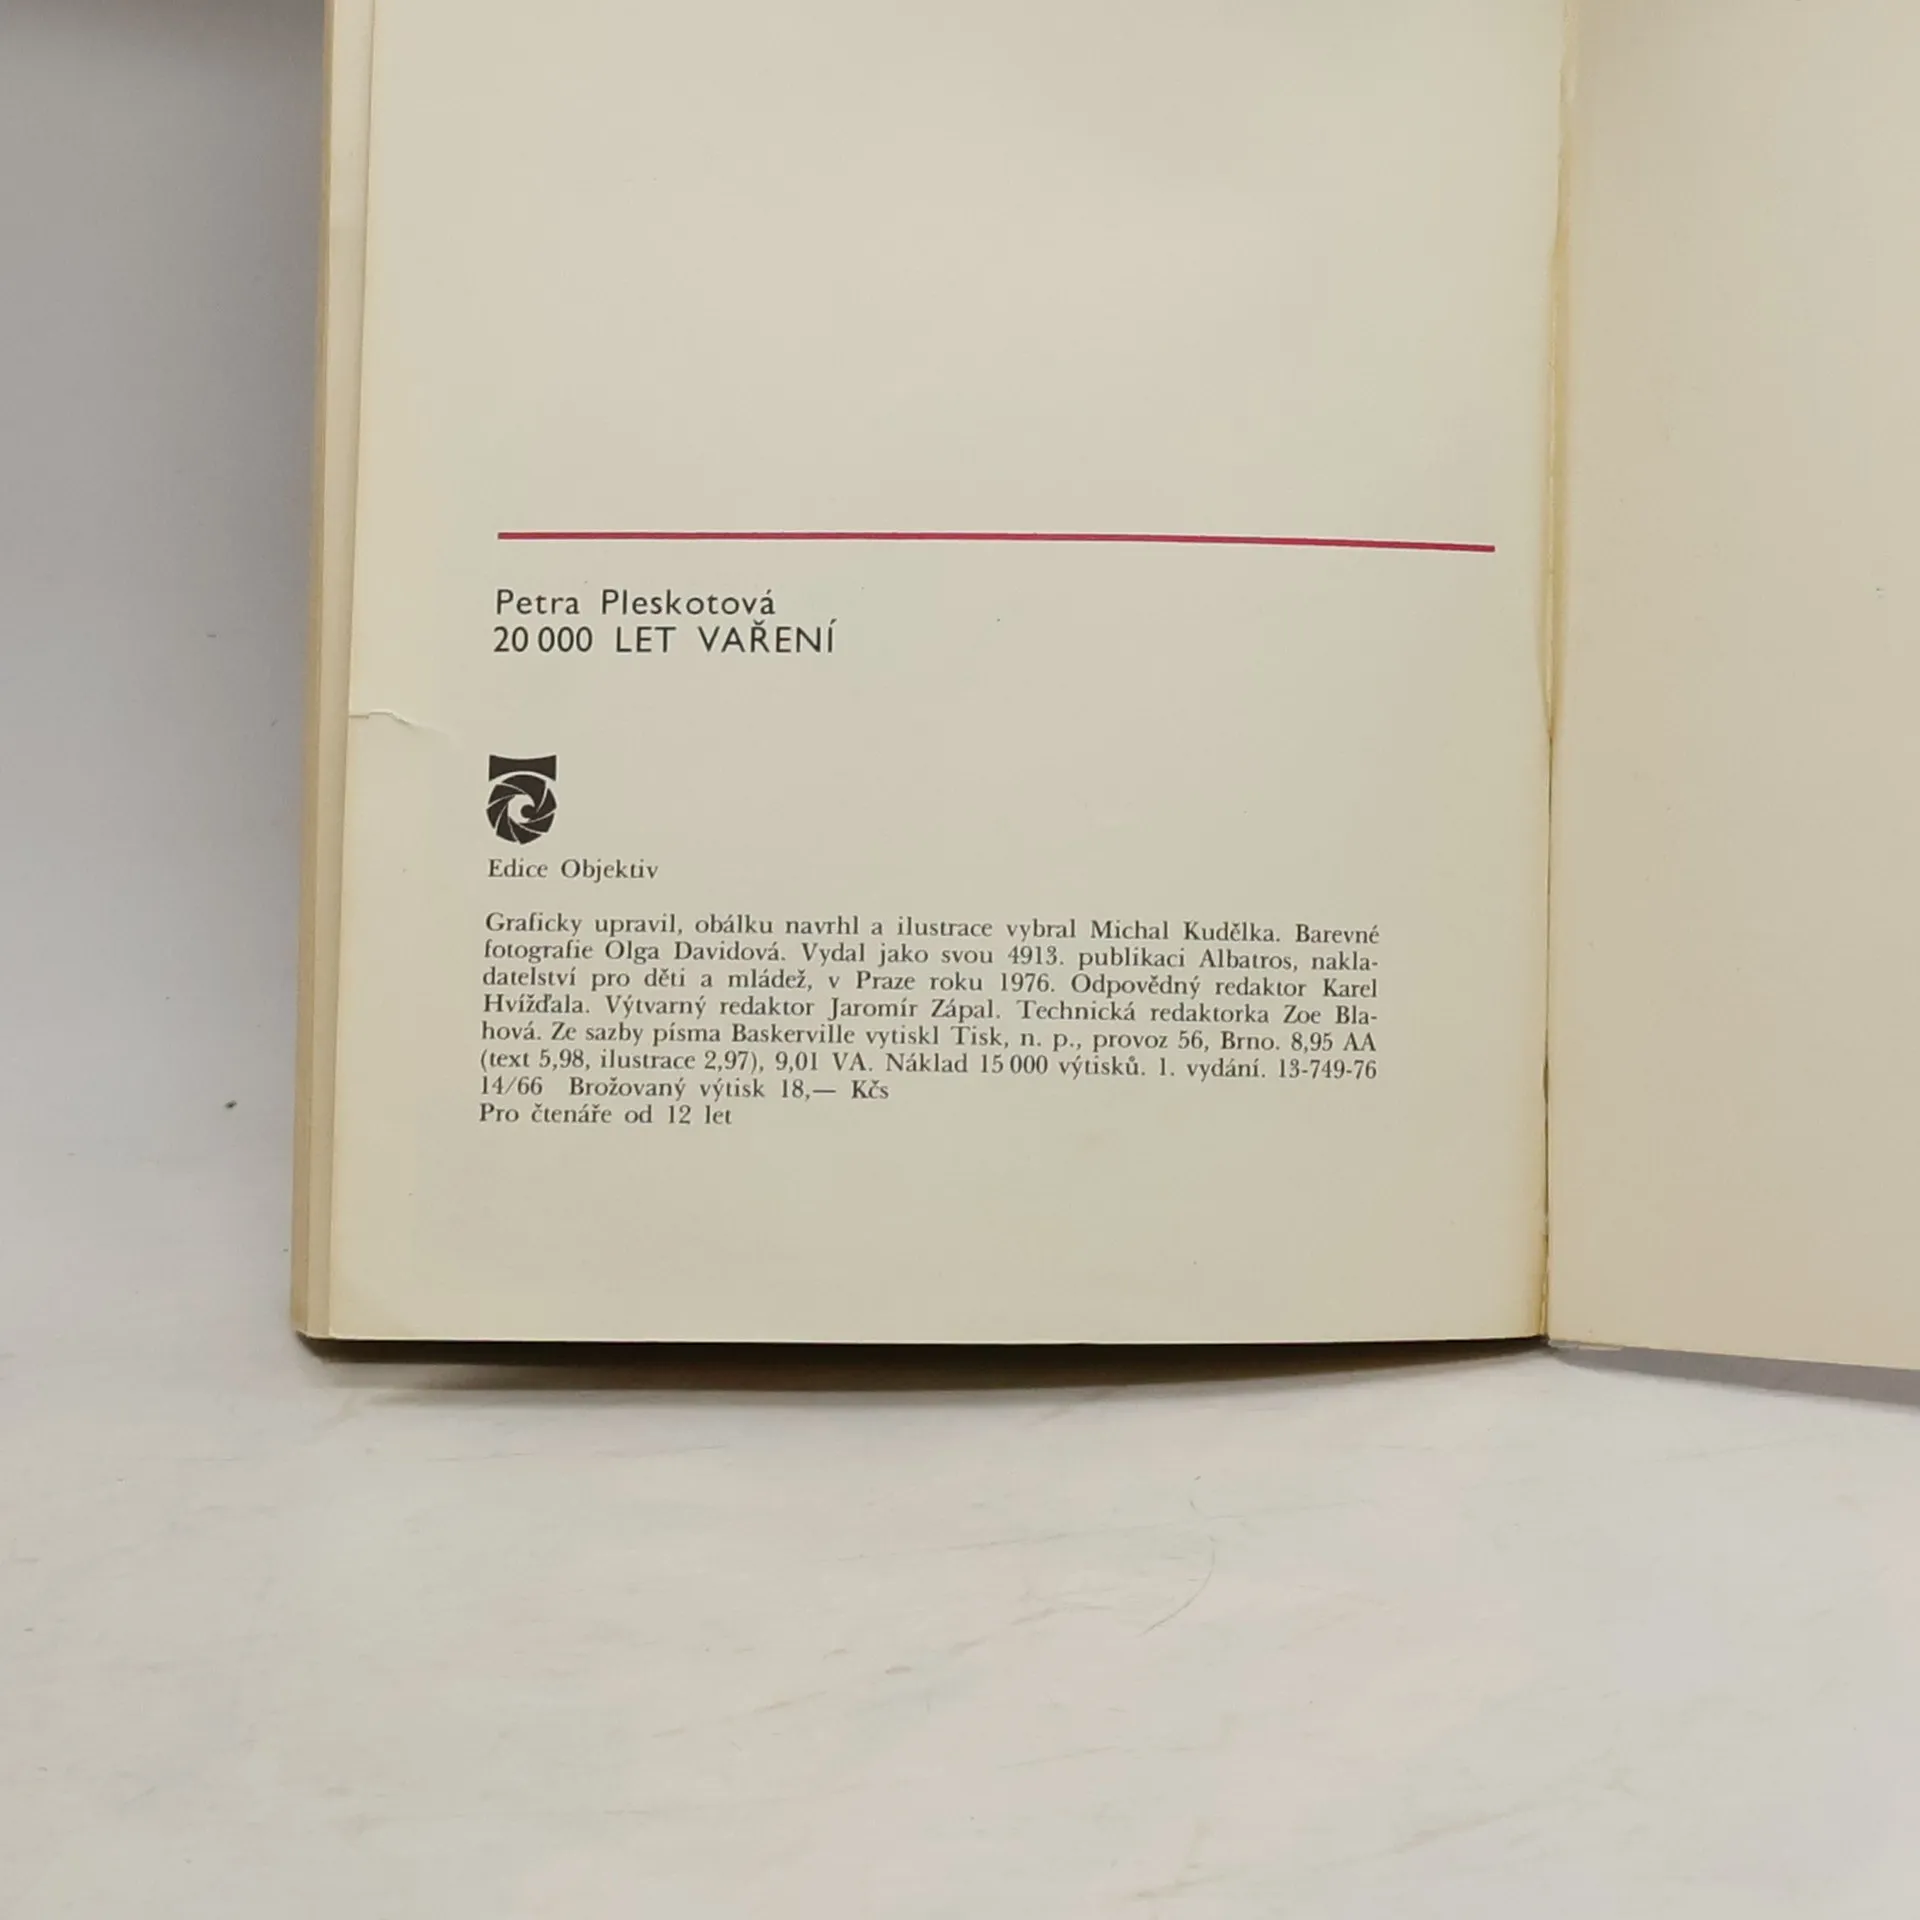 Petra Pleskotová
20 000 LET VAŘENÍ
Edice Objektiv
Graficky upravil, obálku navrhl a ilustrace vybral Michal Kudělka. Barevné
fotografie Olga Davidová. Vydal jako svou 4913. publikaci Albatros, nakla-
datelství pro děti a mládež, v Praze roku 1976. Odpovědný redaktor Karel
Hvížďala. Výtvarný redaktor Jaromír Zápal. Technická redaktorka Zoe Bla-
hová. Ze sazby písma Baskerville vytiskl Tisk, n. p., provoz 56, Brno. 8,95 AA
(text 5,98, ilustrace 2,97), 9,01 VA. Náklad 15 000 výtisků. 1. vydání. 13-749-76
14/66 Brožovaný výtisk 18,— Kčs
Pro čtenáře od 12 let